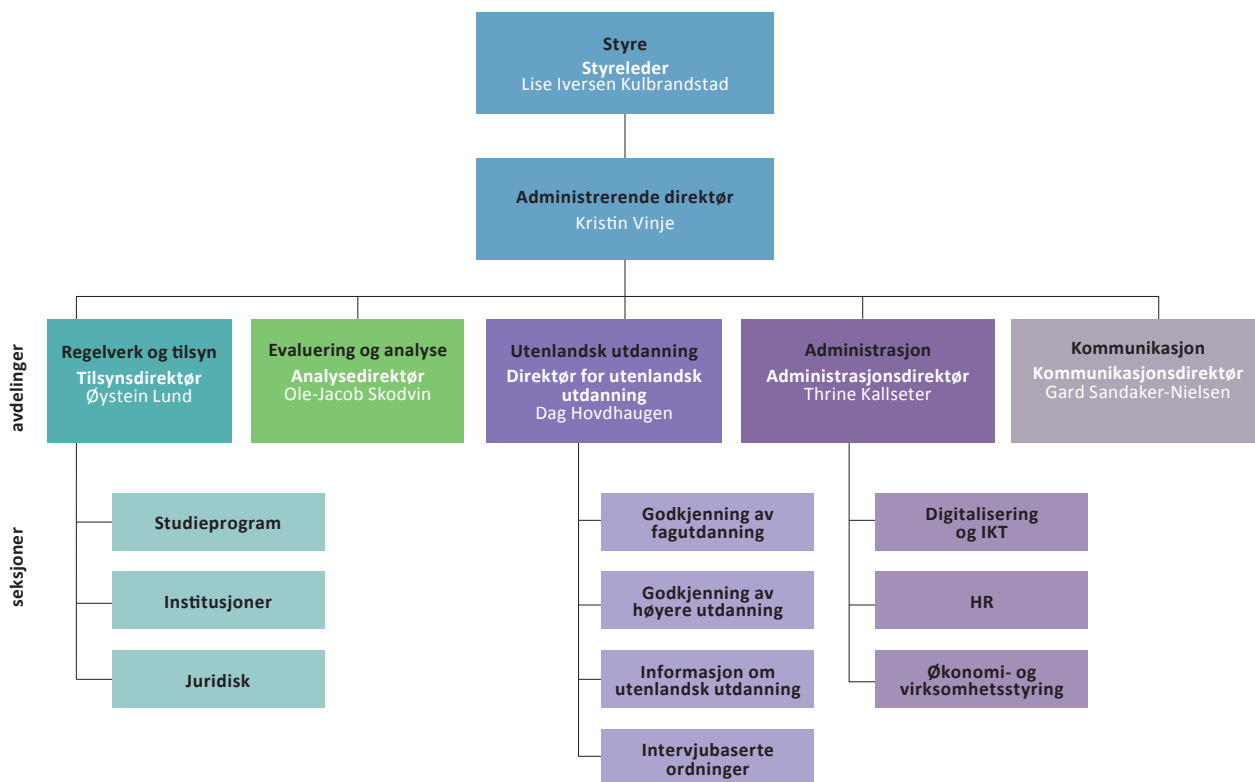 Styre
Styreleder
Lise Iversen Kulbrandstad
Administrerende direktør
Kristin Vinje
avdelinger
Regelverk og tilsyn
Tilsynsdirektør
Øystein Lund
Evaluering og analyse
Analysedirektør
Ole-Jacob Skodvin
Utenlandsk utdanning
Direktør for utenlandsk
utdanning
Dag Hovdhaugen
Administrasjon
Administrasjonsdirektør
Thrine Kallseter
Kommunikasjon
Kommunikasjonsdirektør
Gard Sandaker-Nielsen
seksjoner
Studieprogram
Institusjoner
Juridisk
Godkjenning av
fagutdanning
Godkjenning av
høyere utdanning
Informasjon om
utenlandsk utdanning
Intervjubaserte
ordninger
Digitalisering
og IKT
HR
Økonomi- og
virksomhetsstyring